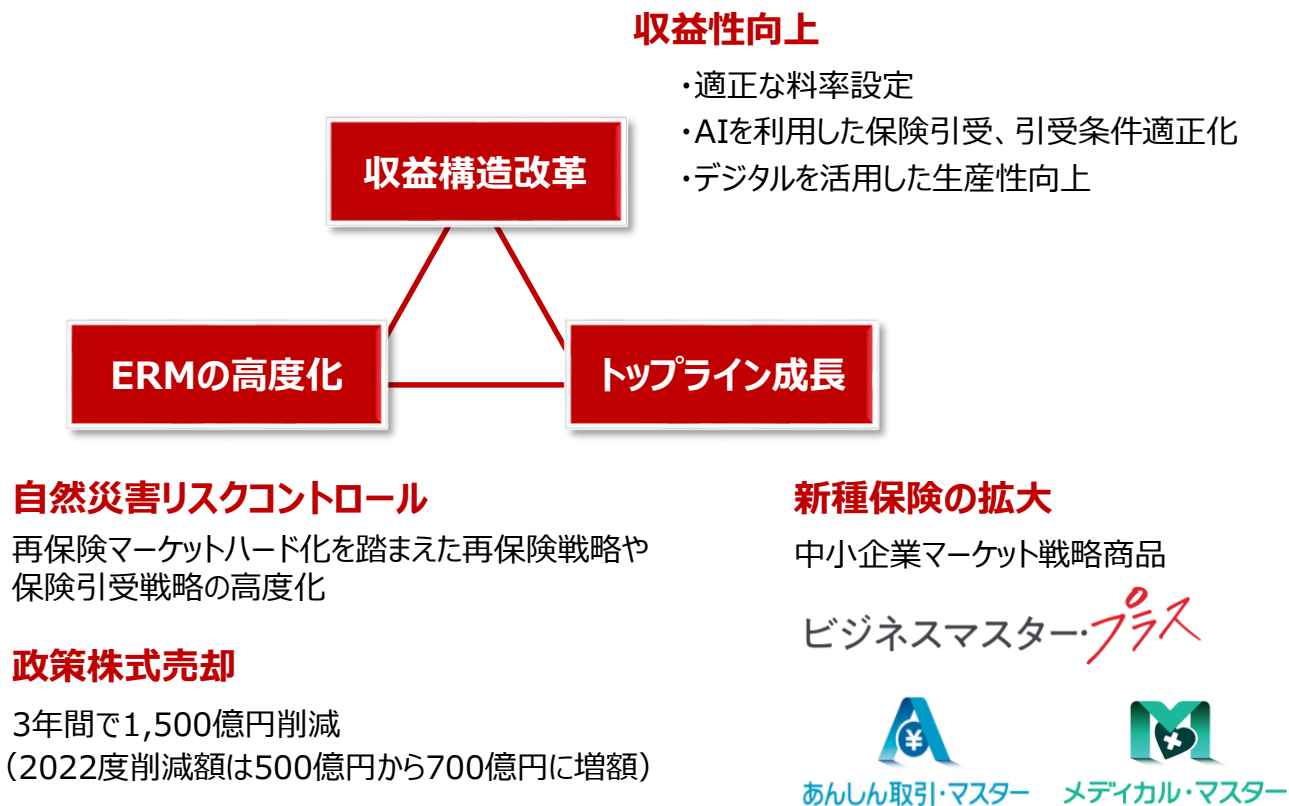 収益性向上
・適正な料率設定
・AIを利用した保険引受、引受条件適正化
・デジタルを活用した生産性向上
収益構造改革
ERMの高度化
トップライン成長
自然災害リスクコントロール
再保険マーケットハード化を踏まえた再保険戦略や
保険引受戦略の高度化
政策株式売却
3年間で1,500億円削減
（2022度削減額は500億円から700億円に増額）
新種保険の拡大
中小企業マーケット戦略商品
ビジネスマスター・プラス
あんしん取引・マスター
メディカル・マスター